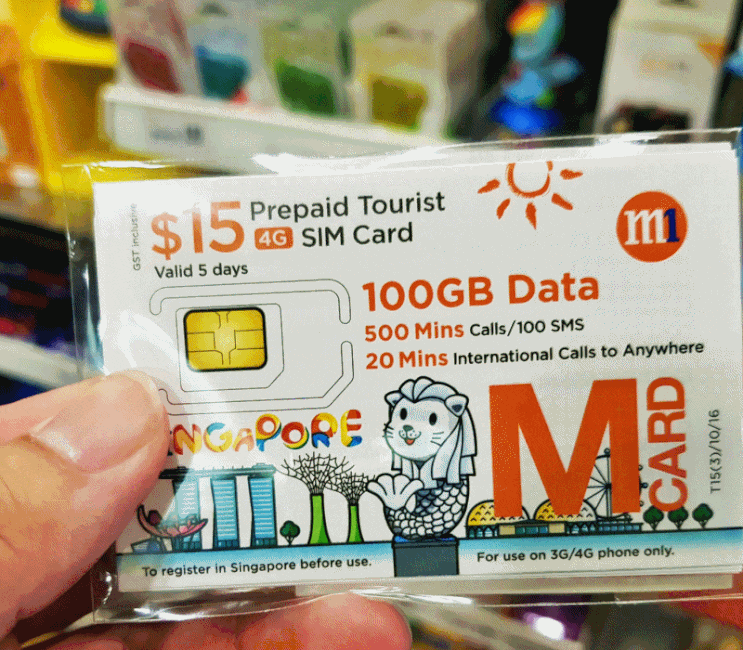 GST inclusive
$15 Prepaid Tourist
4G SIM Card
Valid 5 days
m1
100GB Data
500 Mins Calls/100 SMS
20 Mins International Calls to Anywhere
NGAPORE
M CARD
T15(3)/10/16
To register in Singapore before use.
For use on 3G/4G phone only.